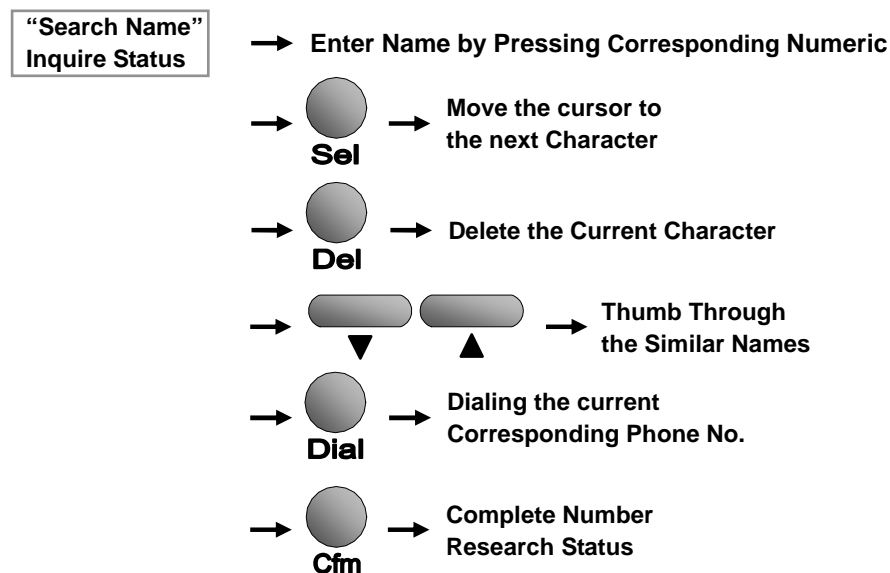 “Search Name”
Inquire Status
Enter Name by Pressing Corresponding Numeric
Sel
Move the cursor to
the next Character
Del
Delete the Current Character
Thumb Through
the Similar Names
Dial
Dialing the current
Corresponding Phone No.
Cfm
Complete Number
Research Status